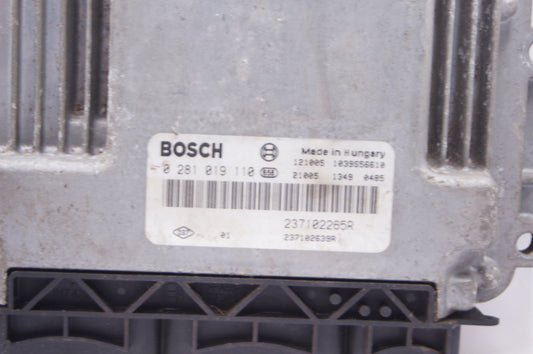 BOSCH
Made in Hungary
121005 1039S56610
0 281 019 110
21005 1349 0485
237102265R
01
237102639R